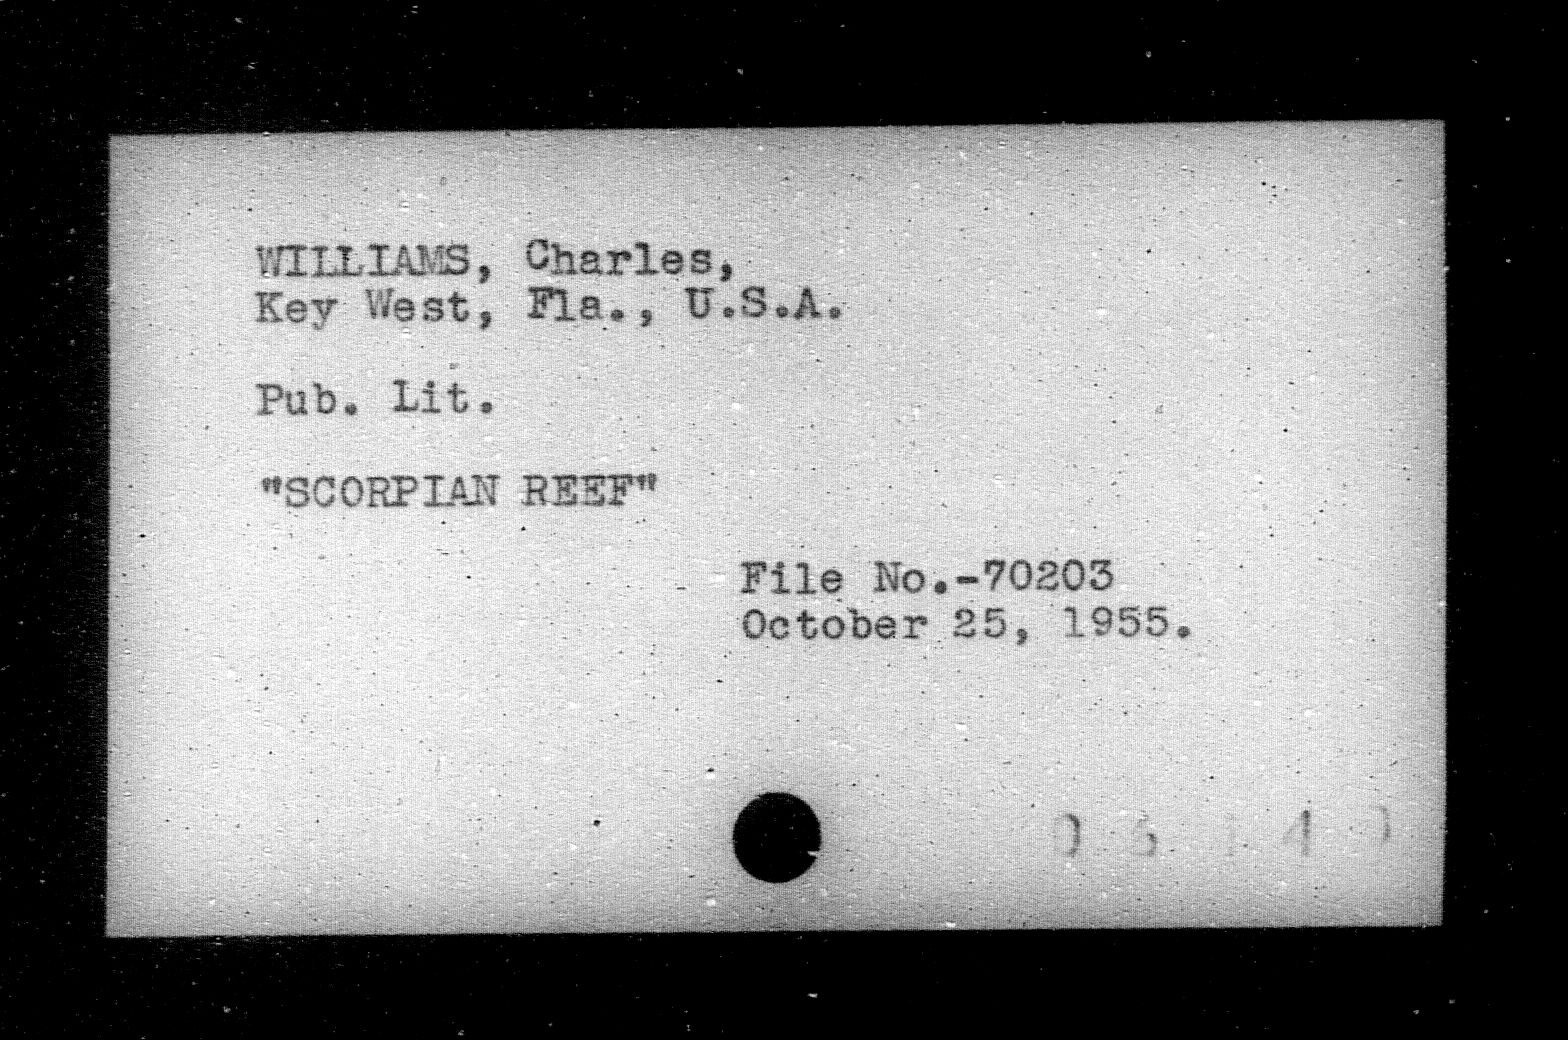 WILLIAMS, Charles,
Key West, Fla., U.S.A.
Pub. Lit.
"SCORPIAN REEF"
File No.-70203
October 25, 1955.